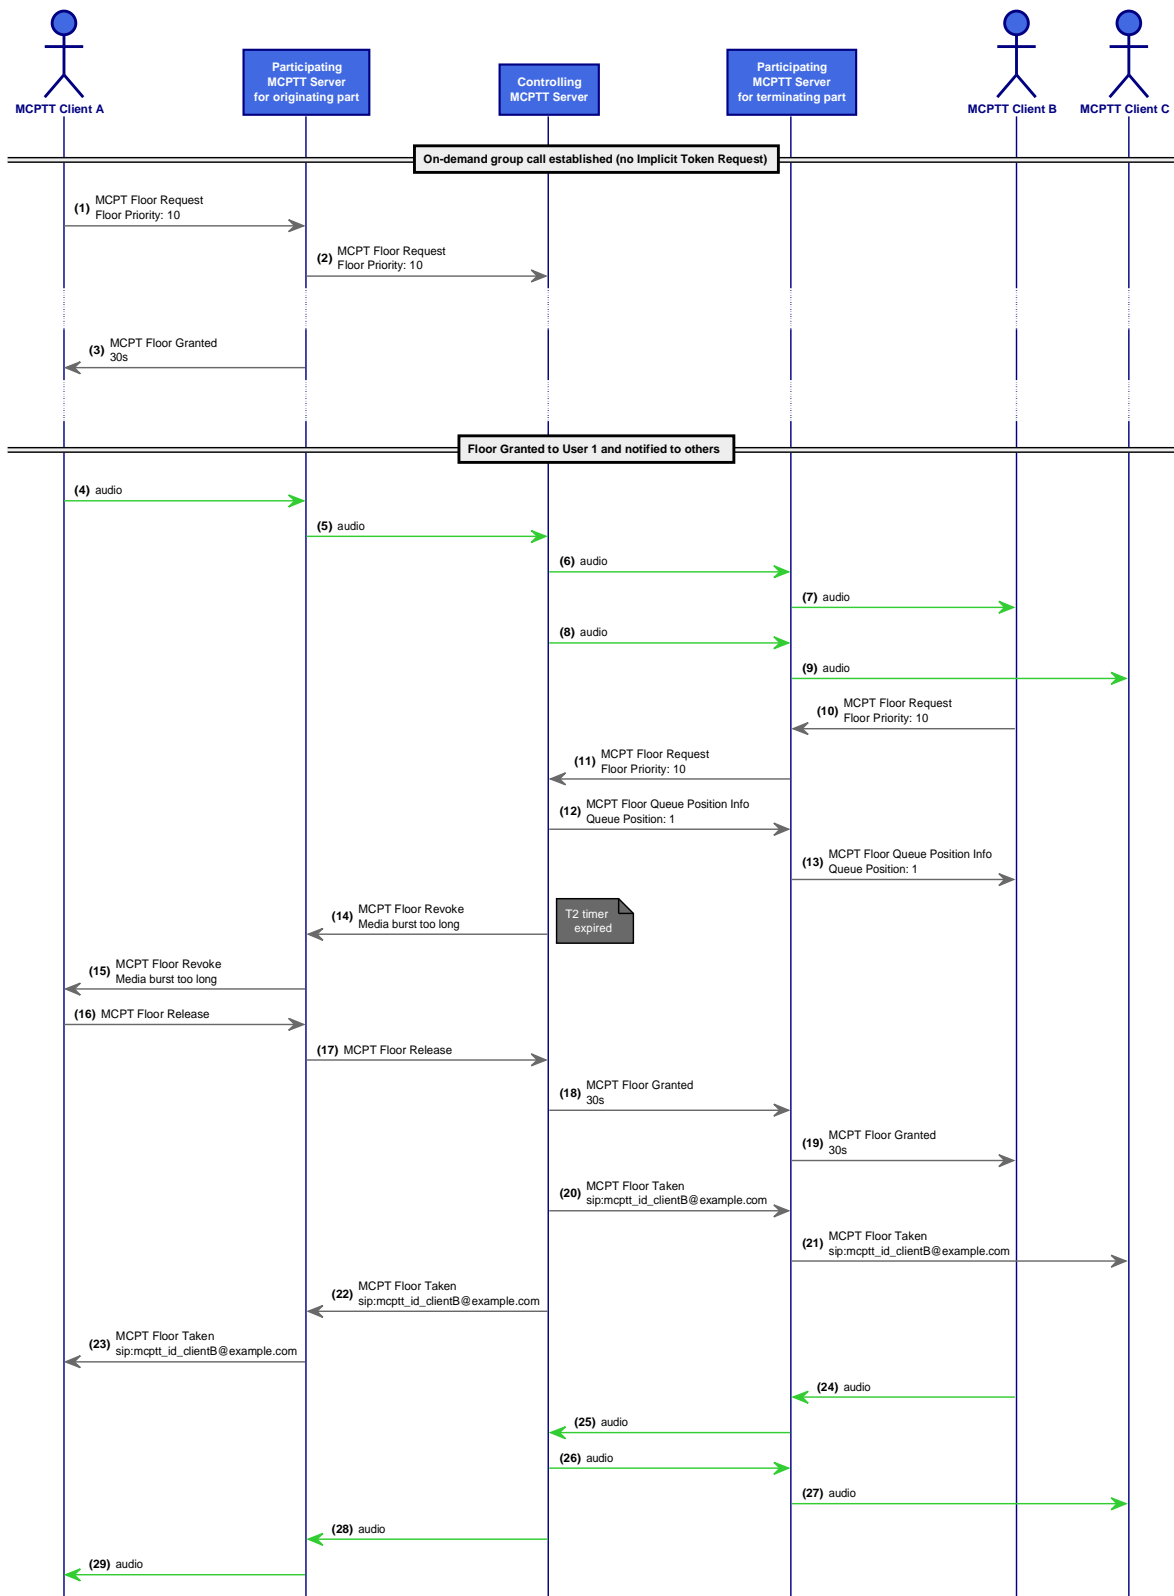 MCPTT Client A
Participating
MCPTT Server
for originating part
Controlling
MCPTT Server
Participating
MCPTT Server
for terminating part
MCPTT Client B
MCPTT Client C
On-demand group call established (no Implicit Token Request)
(1) MCPT Floor Request
Floor Priority: 10
(2) MCPT Floor Request
Floor Priority: 10
(3) MCPT Floor Granted
30s
Floor Granted to User 1 and notified to others
(4) audio
(5) audio
(6) audio
(7) audio
(8) audio
(9) audio
(10) MCPT Floor Request
Floor Priority: 10
(11) MCPT Floor Request
Floor Priority: 10
(12) MCPT Floor Queue Position Info
Queue Position: 1
(13) MCPT Floor Queue Position Info
Queue Position: 1
(14) MCPT Floor Revoke
Media burst too long
T2 timer
expired
(15) MCPT Floor Revoke
Media burst too long
(16) MCPT Floor Release
(17) MCPT Floor Release
(18) MCPT Floor Granted
30s
(19) MCPT Floor Granted
30s
(20) MCPT Floor Taken
sip:mcptt_id_clientB@example.com
(21) MCPT Floor Taken
sip:mcptt_id_clientB@example.com
(22) MCPT Floor Taken
sip:mcptt_id_clientB@example.com
(23) MCPT Floor Taken
sip:mcptt_id_clientB@example.com
(24) audio
(25) audio
(26) audio
(27) audio
(28) audio
(29) audio